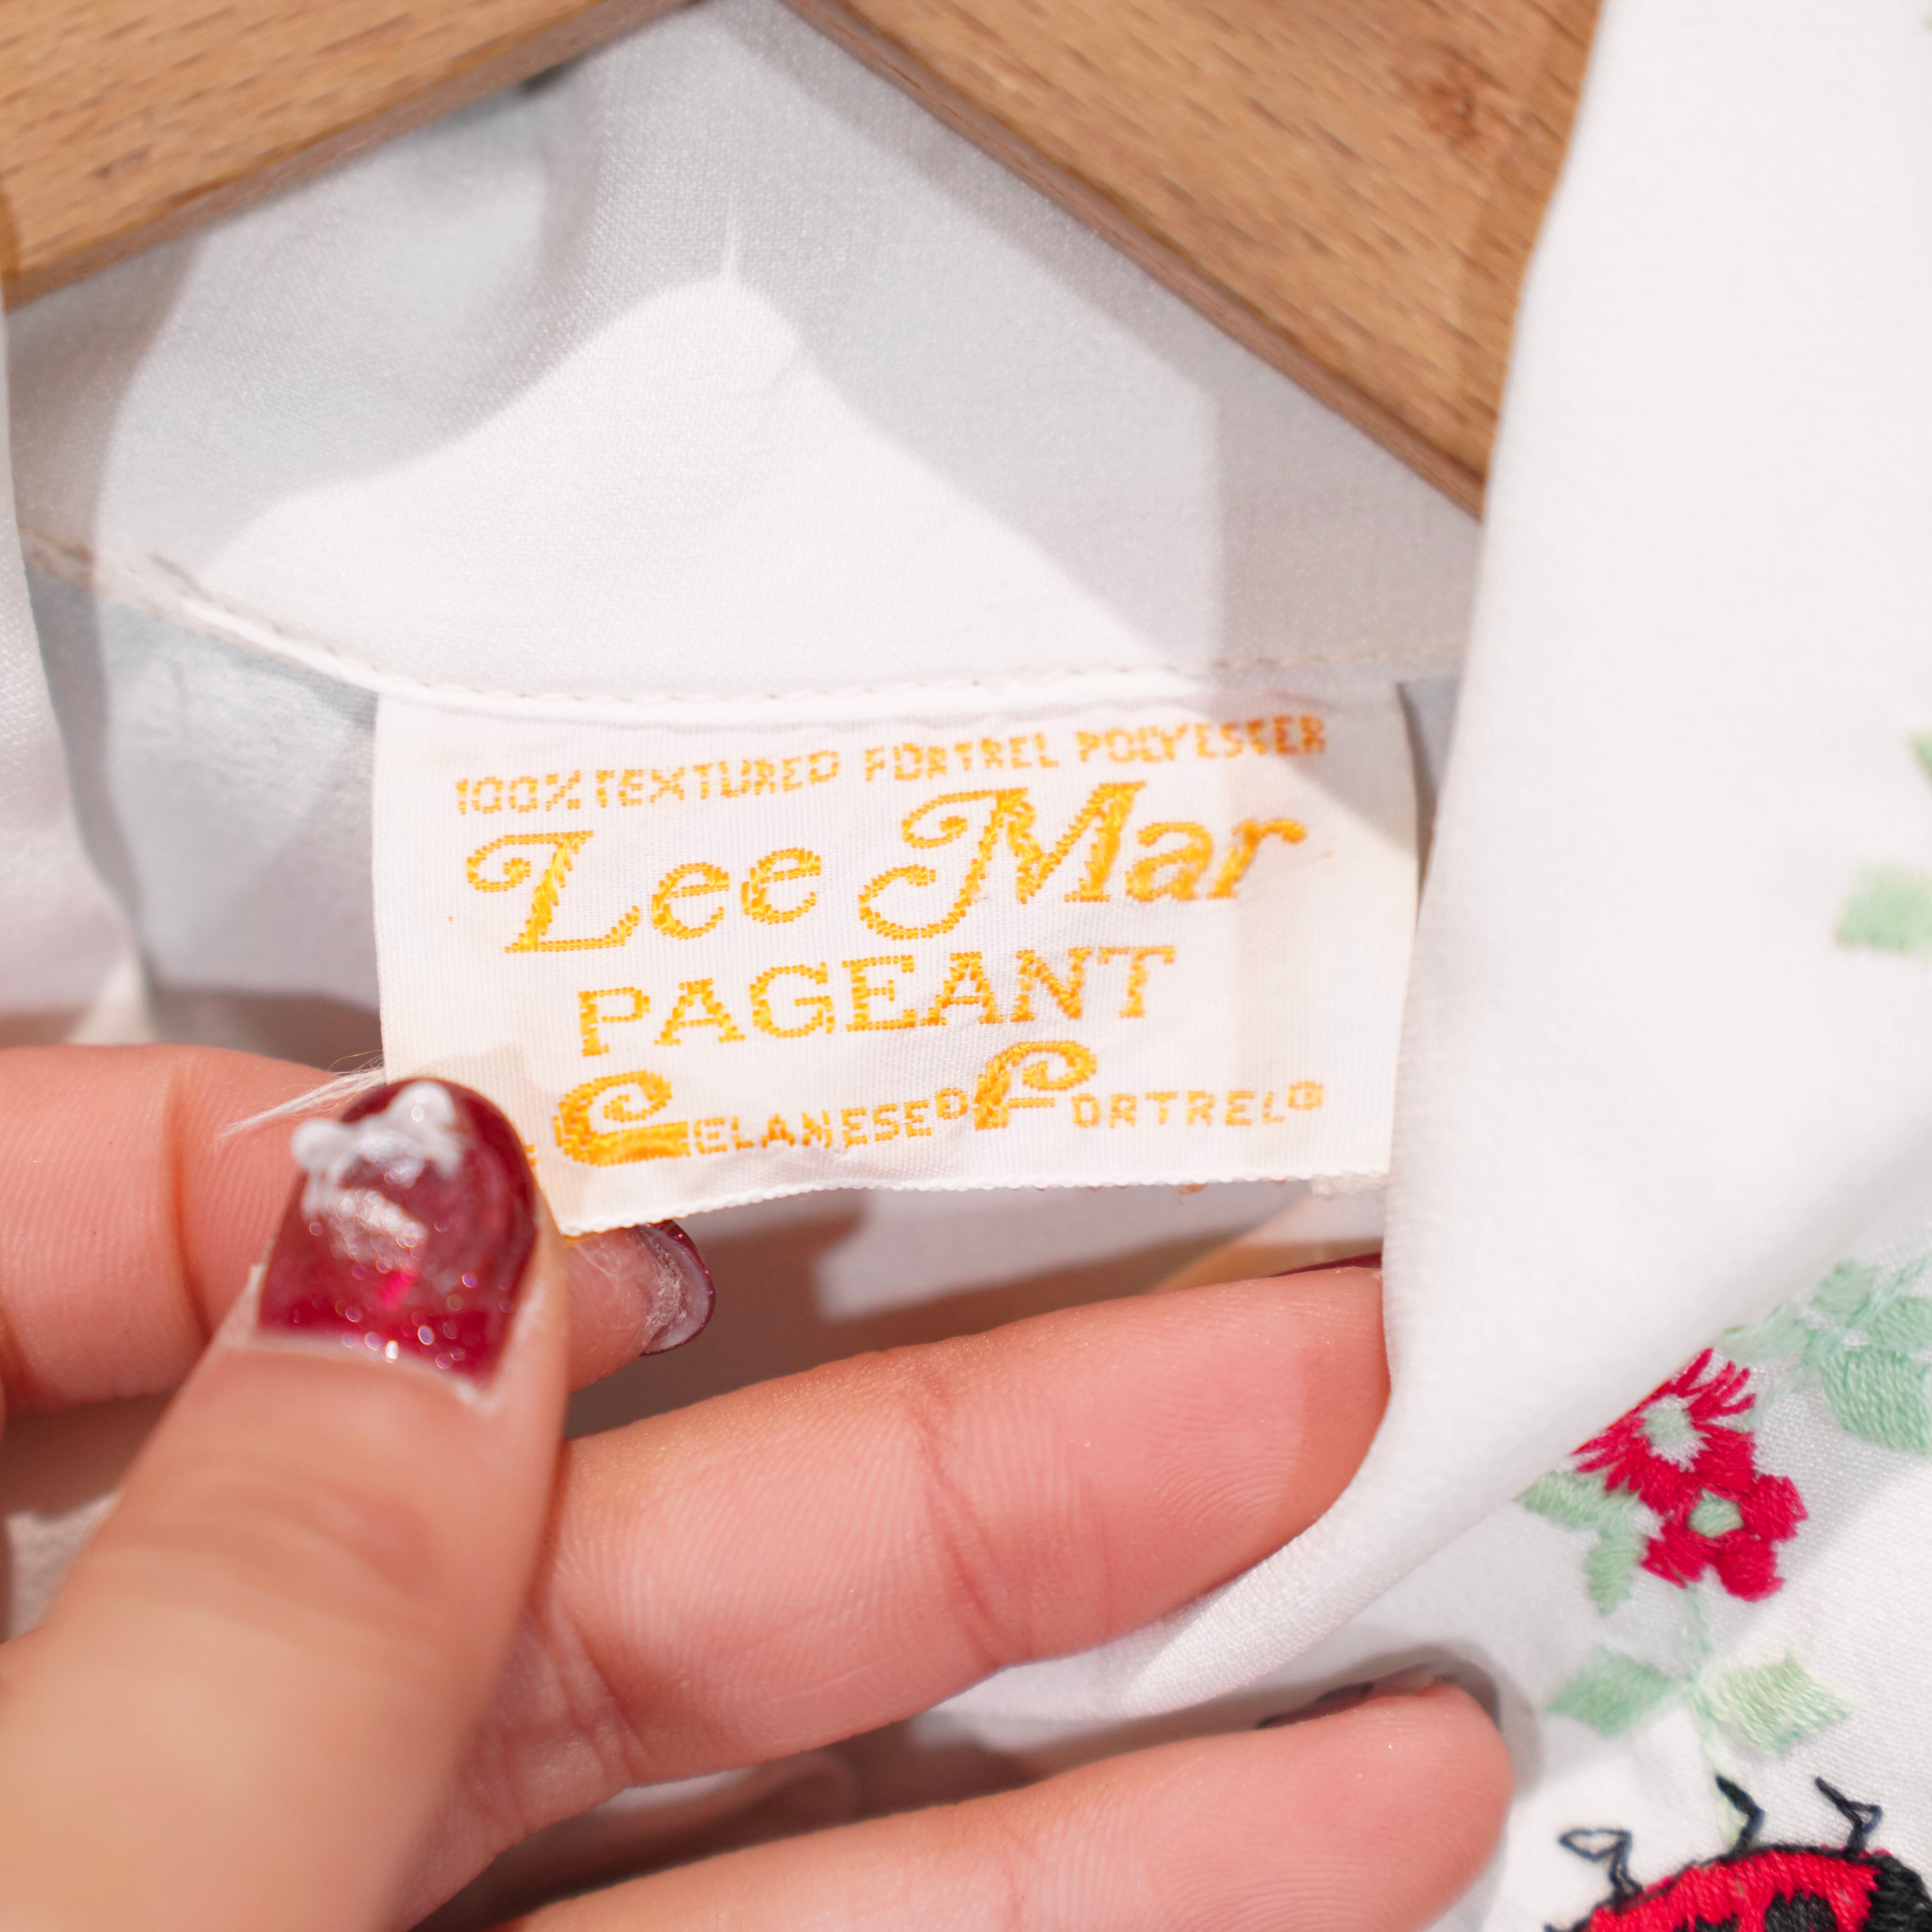 100% TEXTURED FORTREL POLYESTER
Lee Mar
PAGEANT
CELANESE® FORTREL®